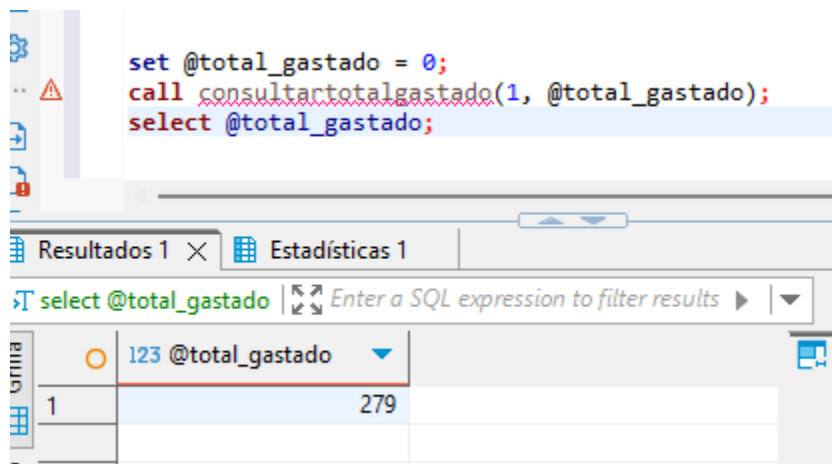 set @total_gastado = 0;
call consultartotalgastado(1, @total_gastado);
select @total_gastado;
Resultados 1
Estadísticas 1
select @total_gastado
Enter a SQL expression to filter results
Grilla
123 @total_gastado
1
279